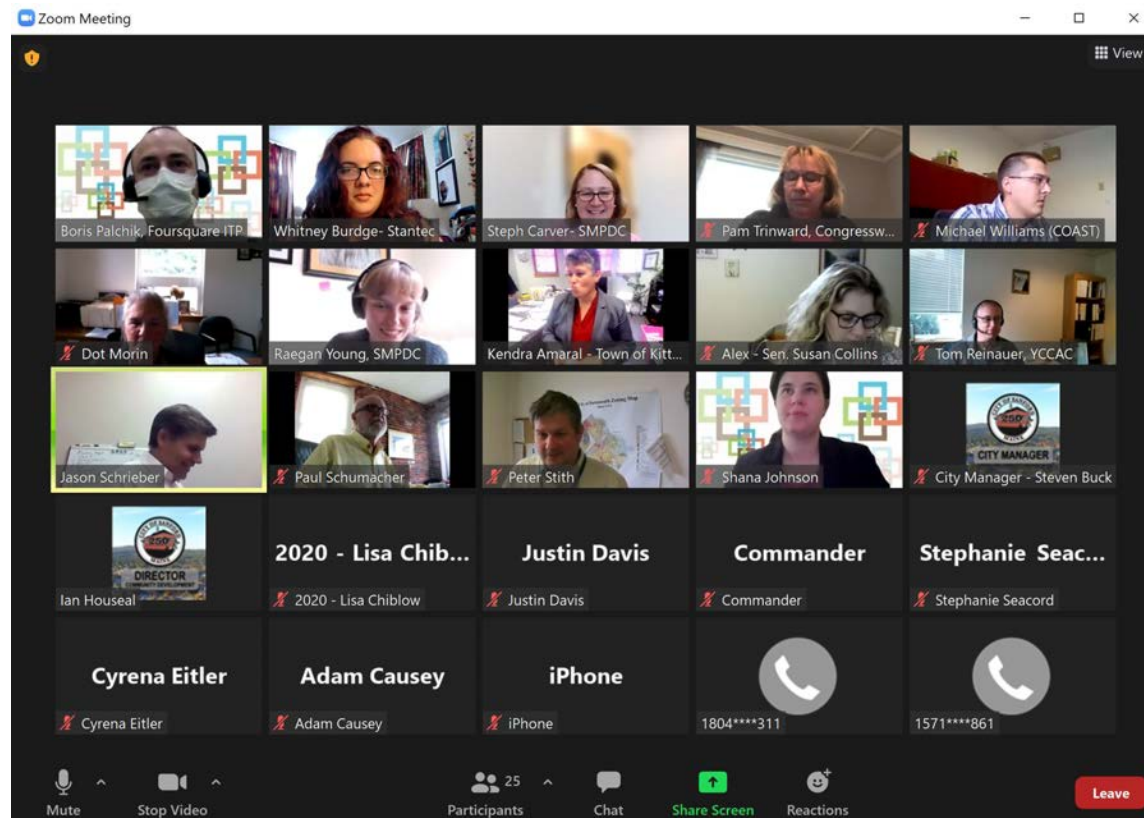 Zoom Meeting
View
Boris Palchik, Foursquare ITP
Whitney Burdge- Stantec
Steph Carver- SMPDC
Pam Trinward, Congressw...
Michael Williams (COAST)
Dot Morin
Raegan Young, SMPDC
Kendra Amaral - Town of Kitt...
Alex - Sen. Susan Collins
Tom Reinauer, YCCAC
Jason Schrieber
Paul Schumacher
Peter Stith
Shana Johnson
250
CITY MANAGER
City Manager - Steven Buck
250
DIRECTOR
COMMUNITY DEVELOPMENT
Ian Houseal
2020 - Lisa Chib...
2020 - Lisa Chiblow
Justin Davis
Justin Davis
Commander
Commander
Stephanie Seac...
Stephanie Seacord
Cyrena Eitler
Cyrena Eitler
Adam Causey
Adam Causey
iPhone
iPhone
1804****311
1571****861
Mute
Stop Video
25
Participants
Chat
Share Screen
Reactions
Leave